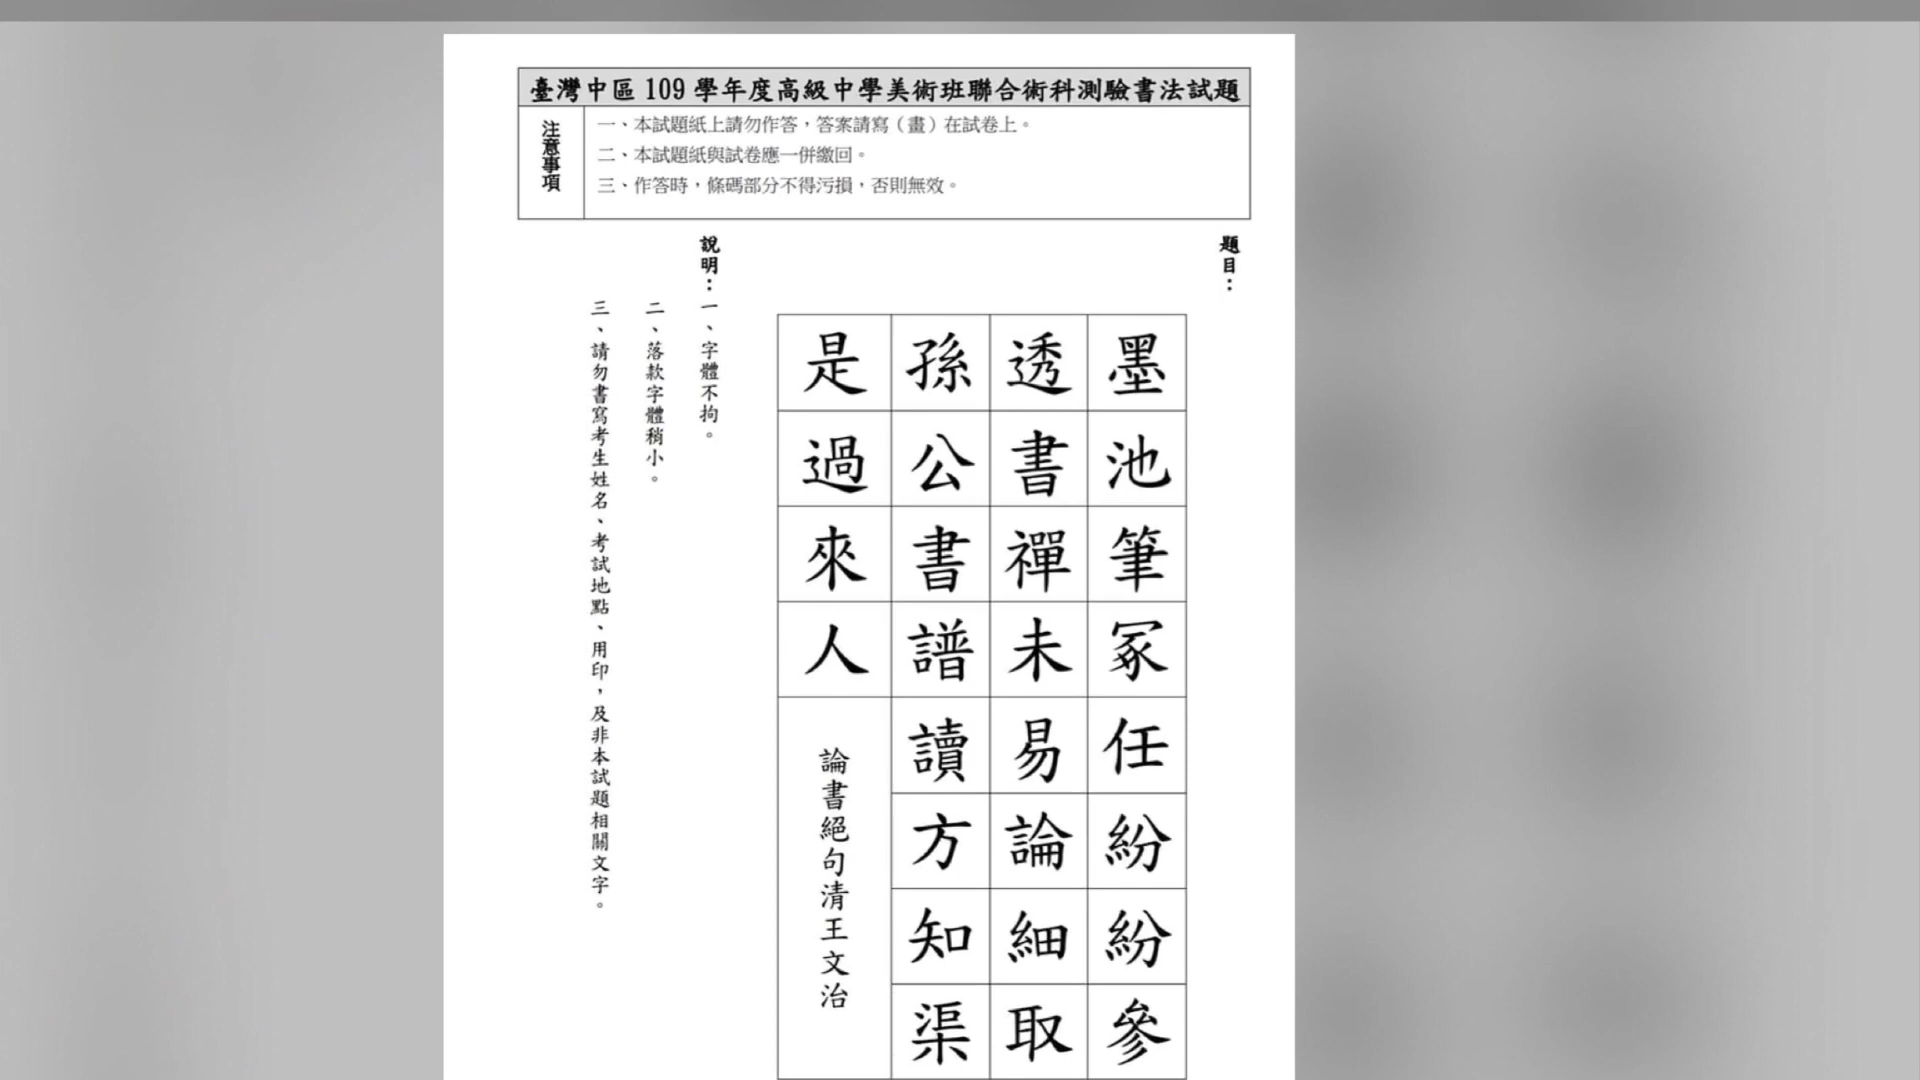 臺灣中區 109 學年度高級中學美術班聯合術科測驗書法試題
注意事項
一、本試題紙上請勿作答，答案請寫（畫）在試卷上。
二、本試題紙與試卷應一併繳回。
三、作答時，條碼部分不得污損，否則無效。
題目：
墨池筆冢任紛紛參
透書禪未易論細取
孫公書譜讀方知渠
是過來人
論書絕句清王文治
說明：一、字體不拘。
二、落款字體稍小。
三、請勿書寫考生姓名、考試地點、用印，及非本試題相關文字。